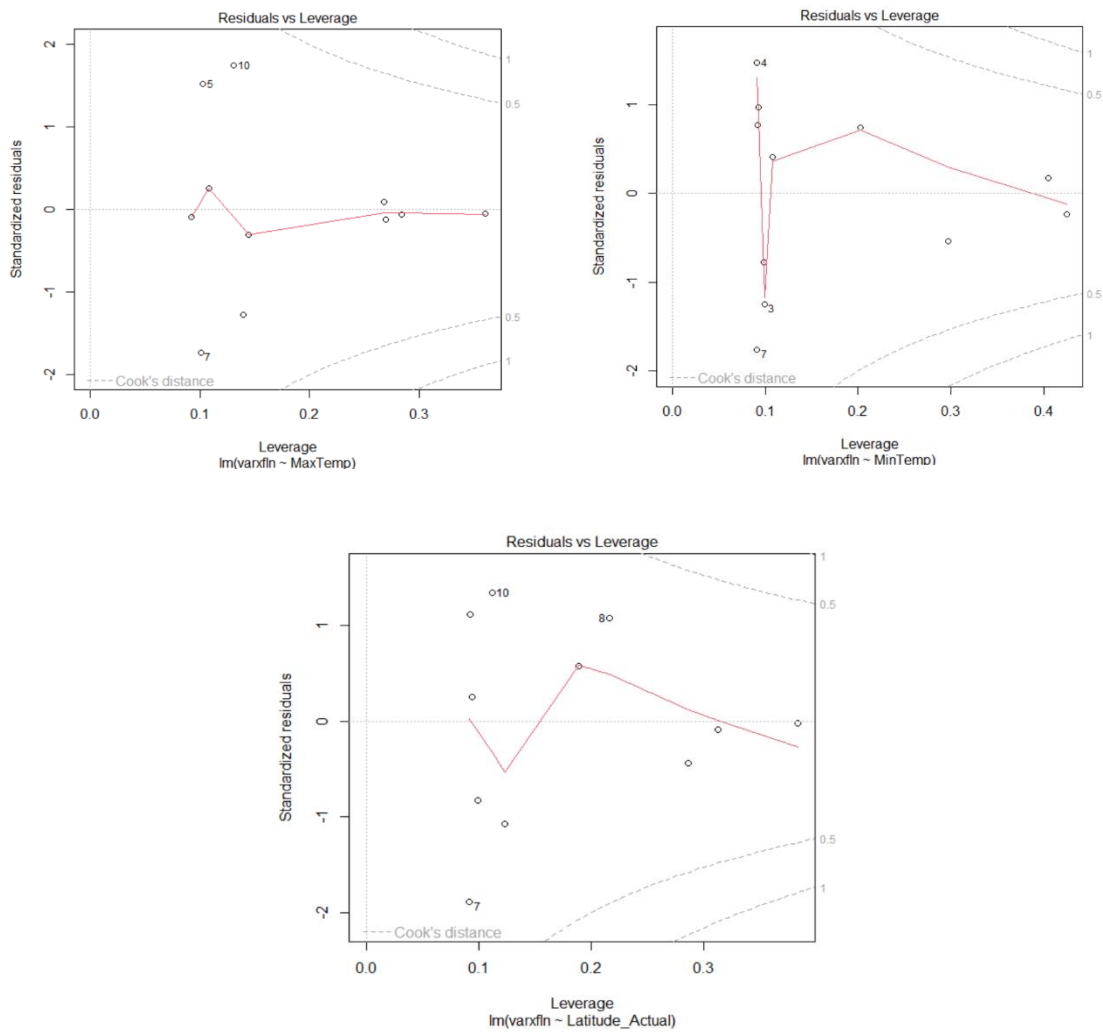 Residuals vs Leverage
2
1
0
-1
-2
Standardized residuals
10
5
7
1
0.5
0.5
1
Cook's distance
0.0 0.1 0.2 0.3
Leverage
lm(varxfln ~ MaxTemp)
Residuals vs Leverage
1
0
-1
-2
Standardized residuals
4
3
7
1
0.5
0.5
1
Cook's distance
0.0 0.1 0.2 0.3 0.4
Leverage
lm(varxfln ~ MinTemp)
Residuals vs Leverage
1
0
-1
-2
Standardized residuals
10
8
7
1
0.5
0.5
1
Cook's distance
0.0 0.1 0.2 0.3
Leverage
lm(varxfln ~ Latitude_Actual)